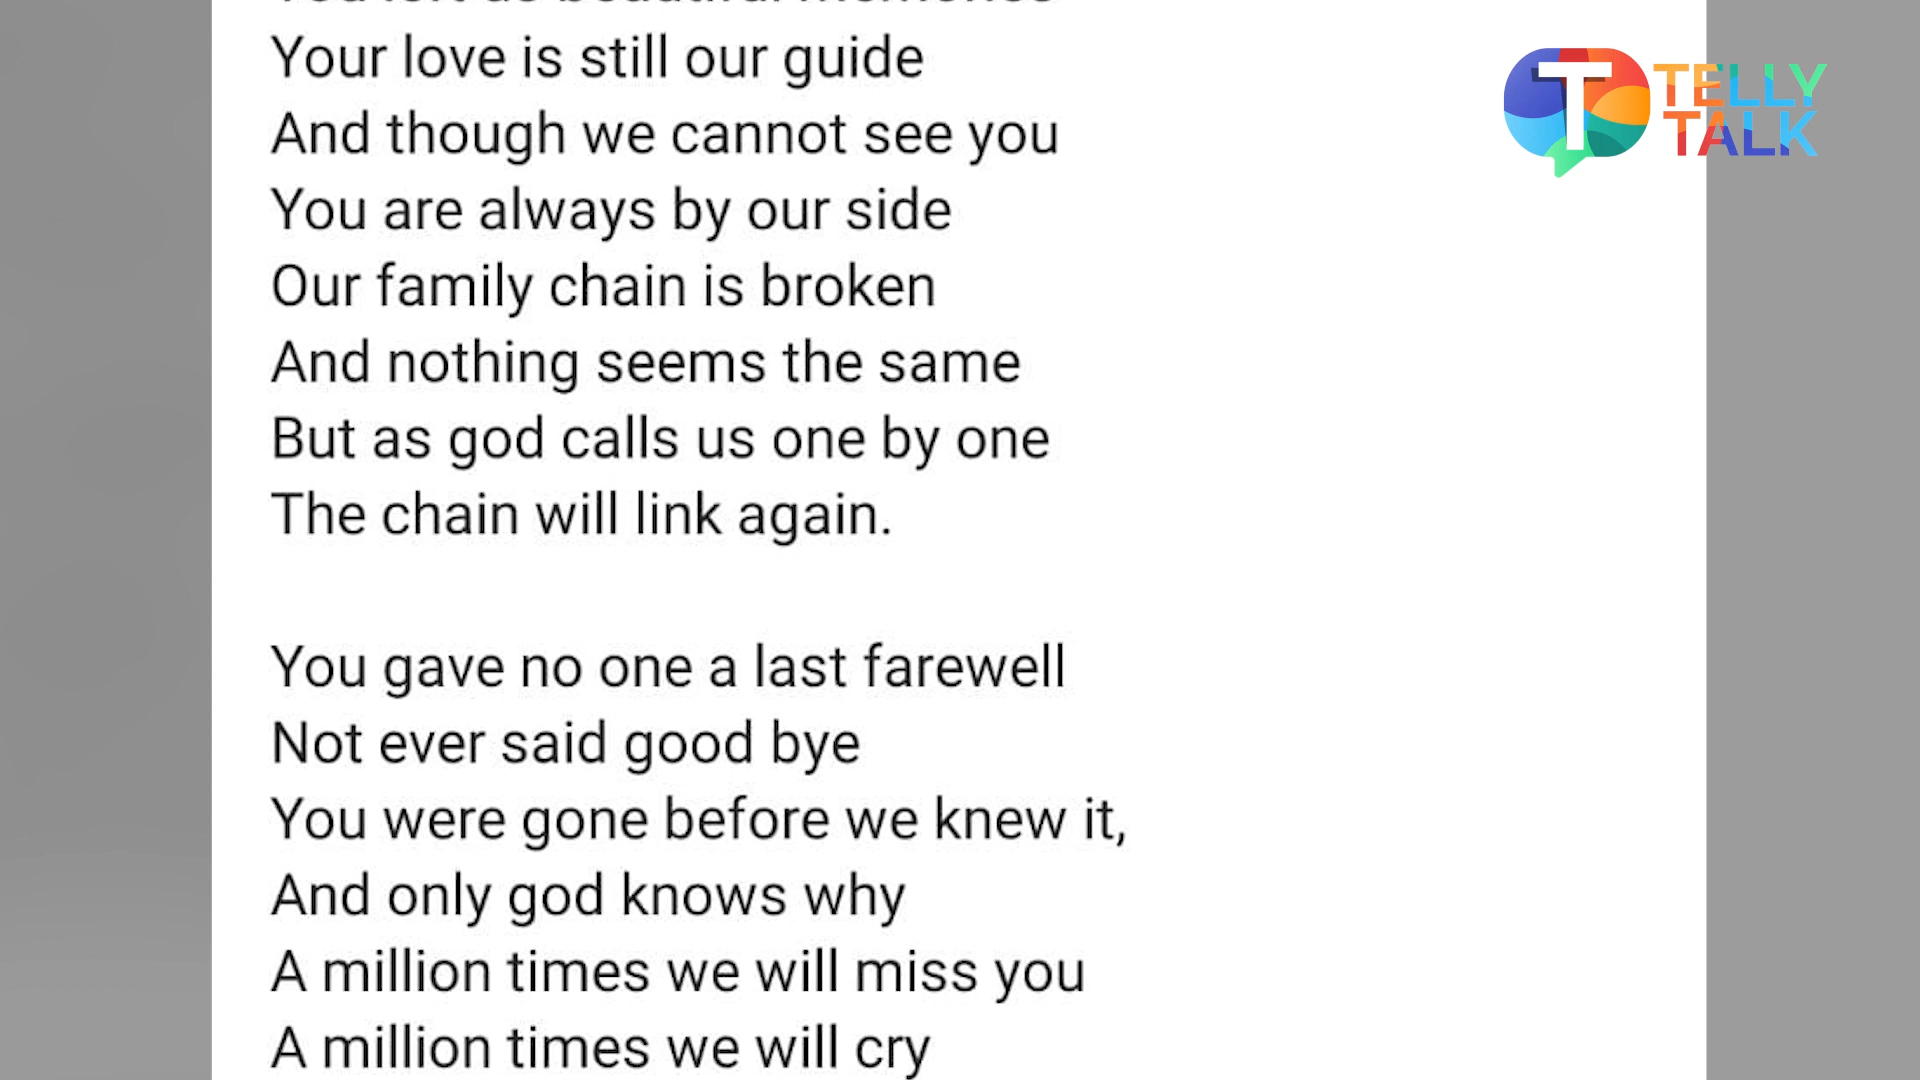 Your love is still our guide
And though we cannot see you
You are always by our side
Our family chain is broken
And nothing seems the same
But as god calls us one by one
The chain will link again.
You gave no one a last farewell
Not ever said good bye
You were gone before we knew it,
And only god knows why
A million times we will miss you
A million times we will cry
T TELLY
TALK